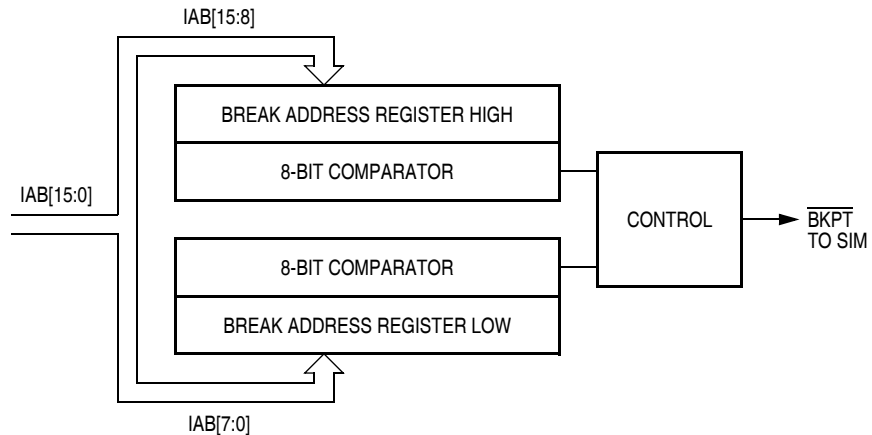 IAB[15:8]
BREAK ADDRESS REGISTER HIGH
8-BIT COMPARATOR
IAB[15:0]
CONTROL
BKPT
TO SIM
8-BIT COMPARATOR
BREAK ADDRESS REGISTER LOW
IAB[7:0]